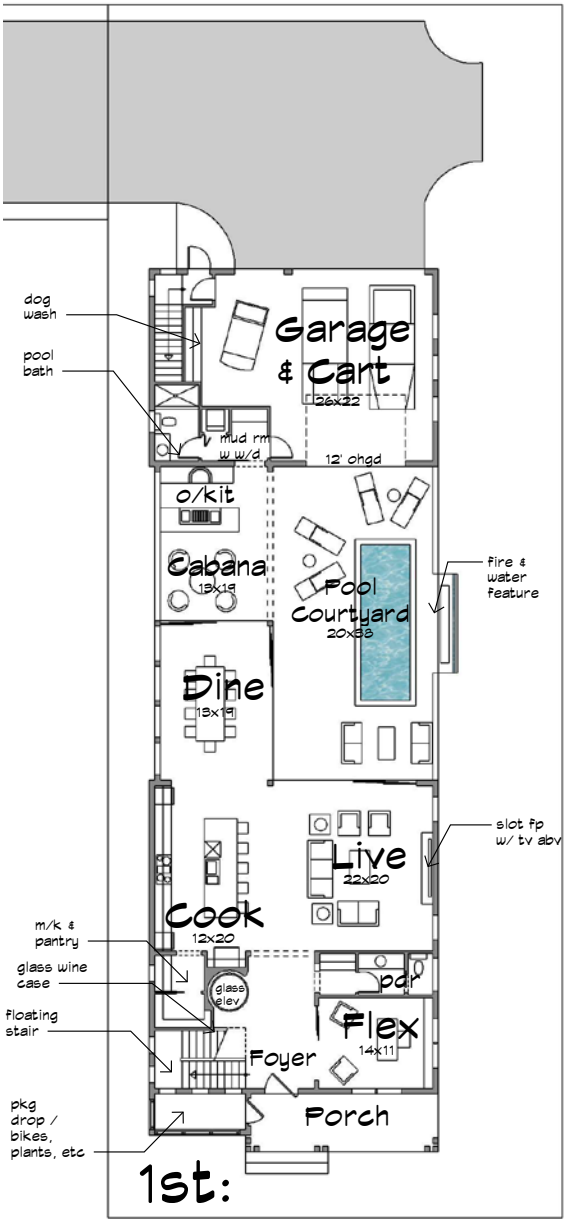 dog
wash
Garage
& Cart
26x22
pool
bath
mud rm
w w/d
12' ohgd
o/kit
Cabana
13x19
Pool
Courtyard
20x38
fire &
water
feature
Dine
13x19
slot fp
w/ tv abv
Live
22x20
Cook
12x20
m/k &
pantry
glass wine
case
glass
elev
pdr
floating
stair
Flex
14x11
Foyer
pkg
drop /
bikes,
plants, etc
Porch
1st: